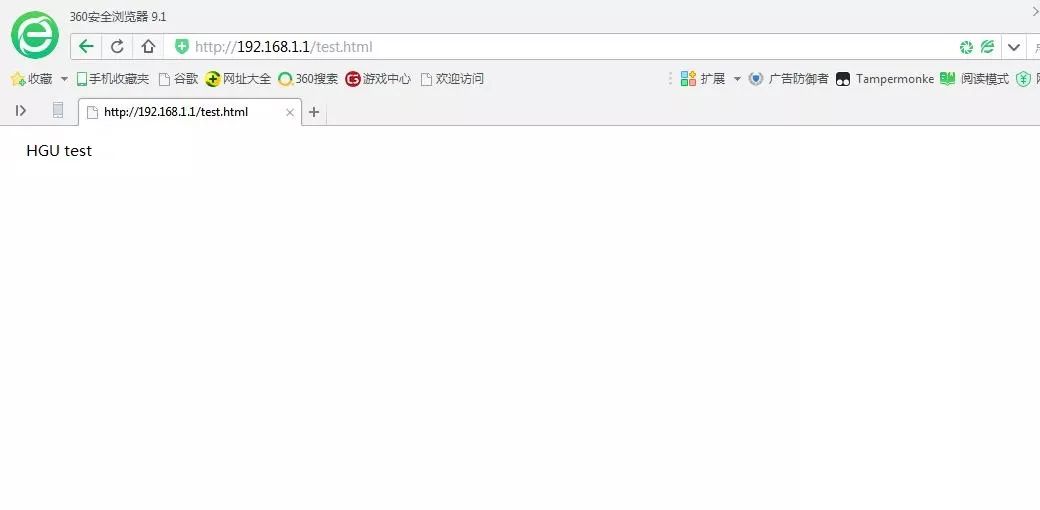 360安全浏览器 9.1
http://192.168.1.1/test.html
收藏 手机收藏夹 谷歌 网址大全 360搜索 游戏中心 欢迎访问 扩展 广告防御者 Tampermonke 阅读模式
http://192.168.1.1/test.html
HGU test